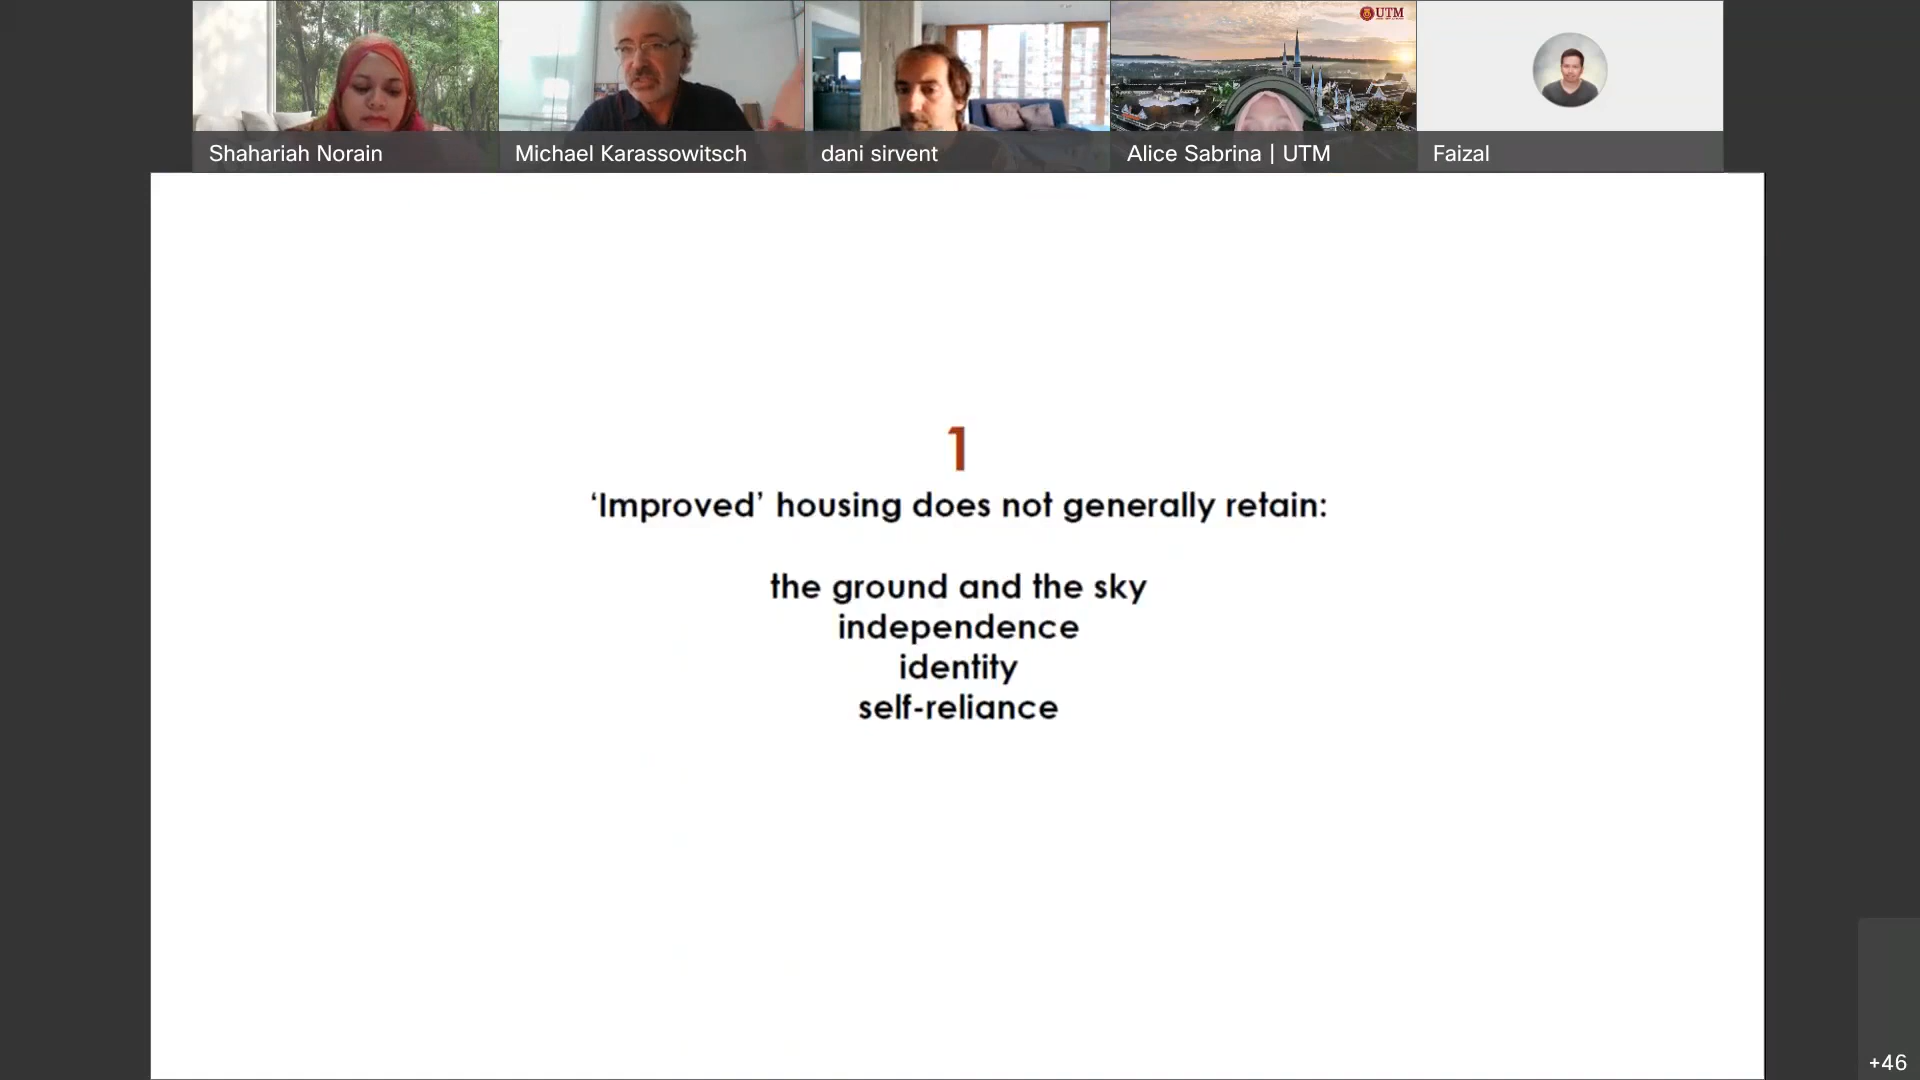 UTM
Shahariah Norain
Michael Karassowitsch
dani sirvent
Alice Sabrina | UTM
Faizal
1
‘Improved’ housing does not generally retain:
the ground and the sky
independence
identity
self-reliance
+46